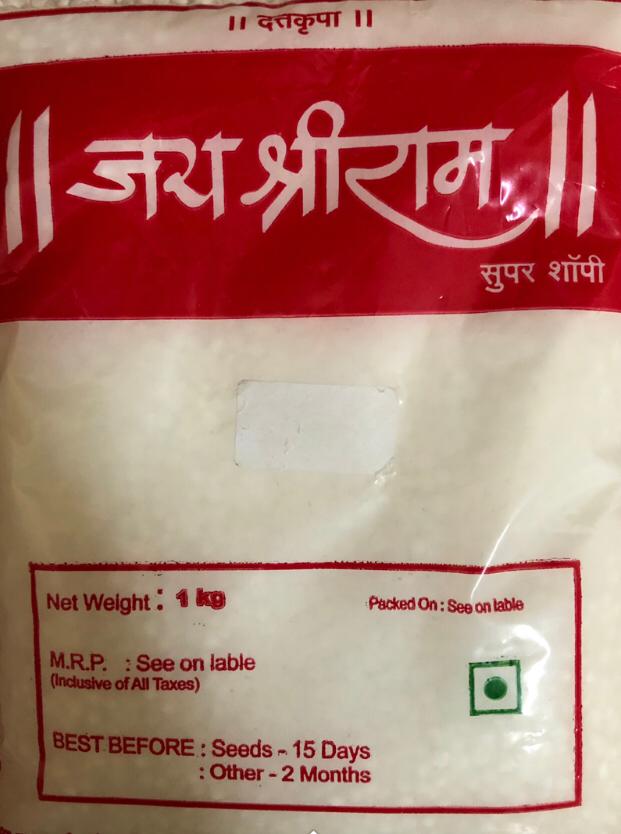 || दत्तकृपा ||
|| जय श्रीराम ||
सुपर शॉपी
Net Weight : 1 kg
Packed On : See on lable
M.R.P. : See on lable
(Inclusive of All Taxes)
BEST BEFORE : Seeds - 15 Days
: Other - 2 Months